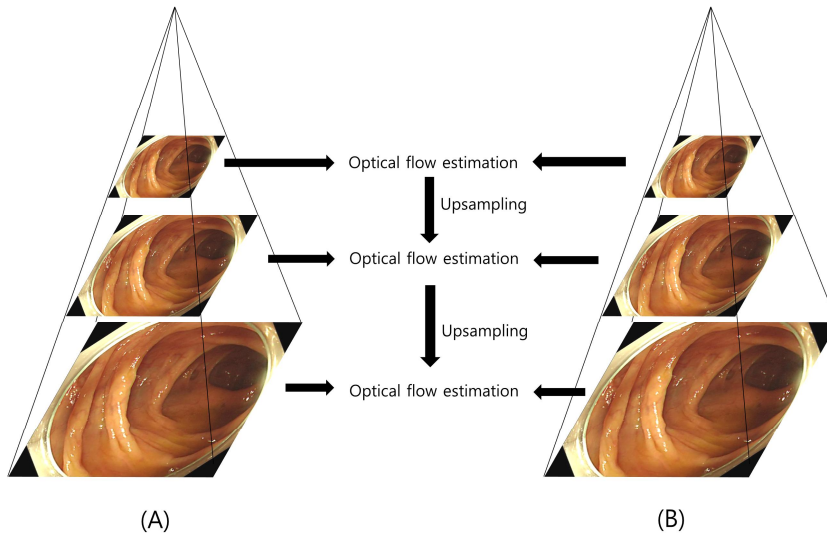 Optical flow estimation
Upsampling
Optical flow estimation
Upsampling
Optical flow estimation
(A)
(B)